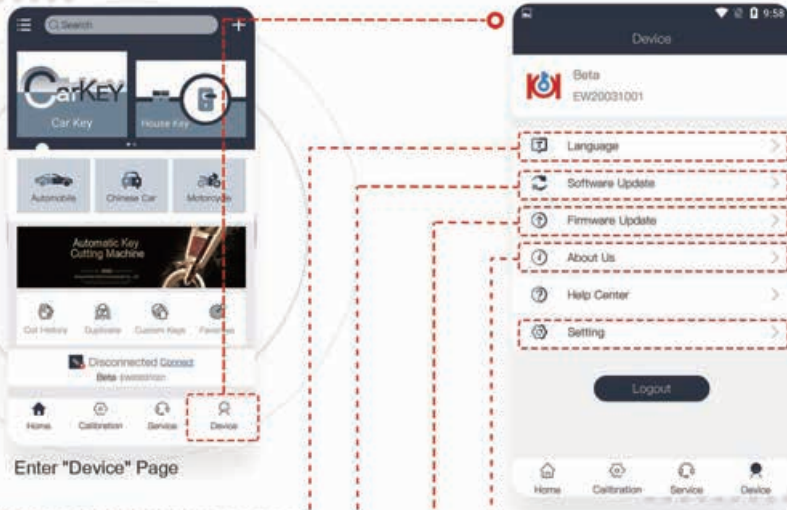 Search
CarKEY
Car Key
House Key
Automobile
Chinese Car
Motorcycle
Automatic Key
Cutting Machine
Cut History
Duplicate
Custom Keys
Favorites
Disconnected Connect
Beta
Home
Calibration
Service
Device
Enter "Device" Page
9:58
Device
Beta
EW20031001
Language
Software Update
Firmware Update
About Us
Help Center
Setting
Logout
Home
Calibration
Service
Device